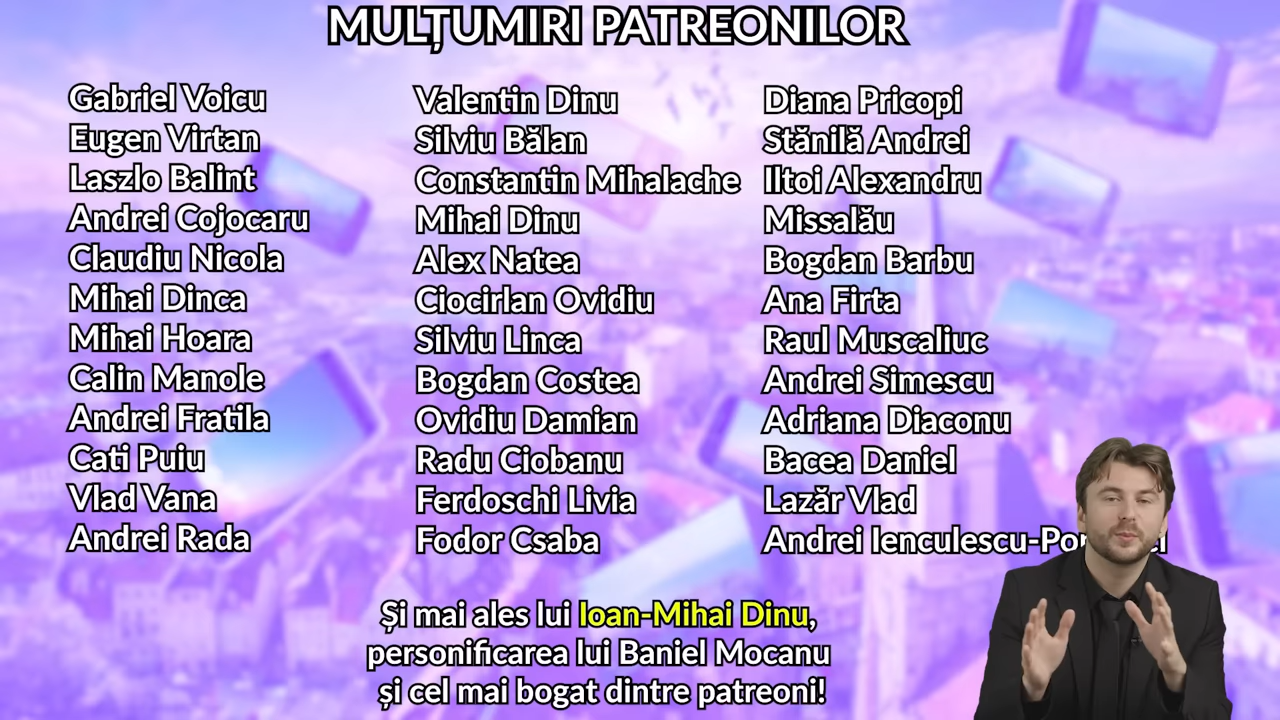 MULȚUMIRI PATREONILOR
Gabriel Voicu
Eugen Virtan
Laszlo Balint
Andrei Cojocaru
Claudiu Nicola
Mihai Dinca
Mihai Hoara
Calin Manole
Andrei Fratila
Cati Puiu
Vlad Vana
Andrei Rada
Valentin Dinu
Silviu Bălan
Constantin Mihalache
Mihai Dinu
Alex Natea
Ciocirlan Ovidiu
Silviu Linca
Bogdan Costea
Ovidiu Damian
Radu Ciobanu
Ferdoschi Livia
Fodor Csaba
Diana Pricopi
Stănilă Andrei
Iltoi Alexandru
Missalău
Bogdan Barbu
Ana Firta
Raul Muscaliuc
Andrei Simescu
Adriana Diaconu
Bacea Daniel
Lazăr Vlad
Andrei
Și mai ales lui Ioan-Mihai Dinu,
personificarea lui Baniel Mocanu
și cel mai bogat dintre patreoni!